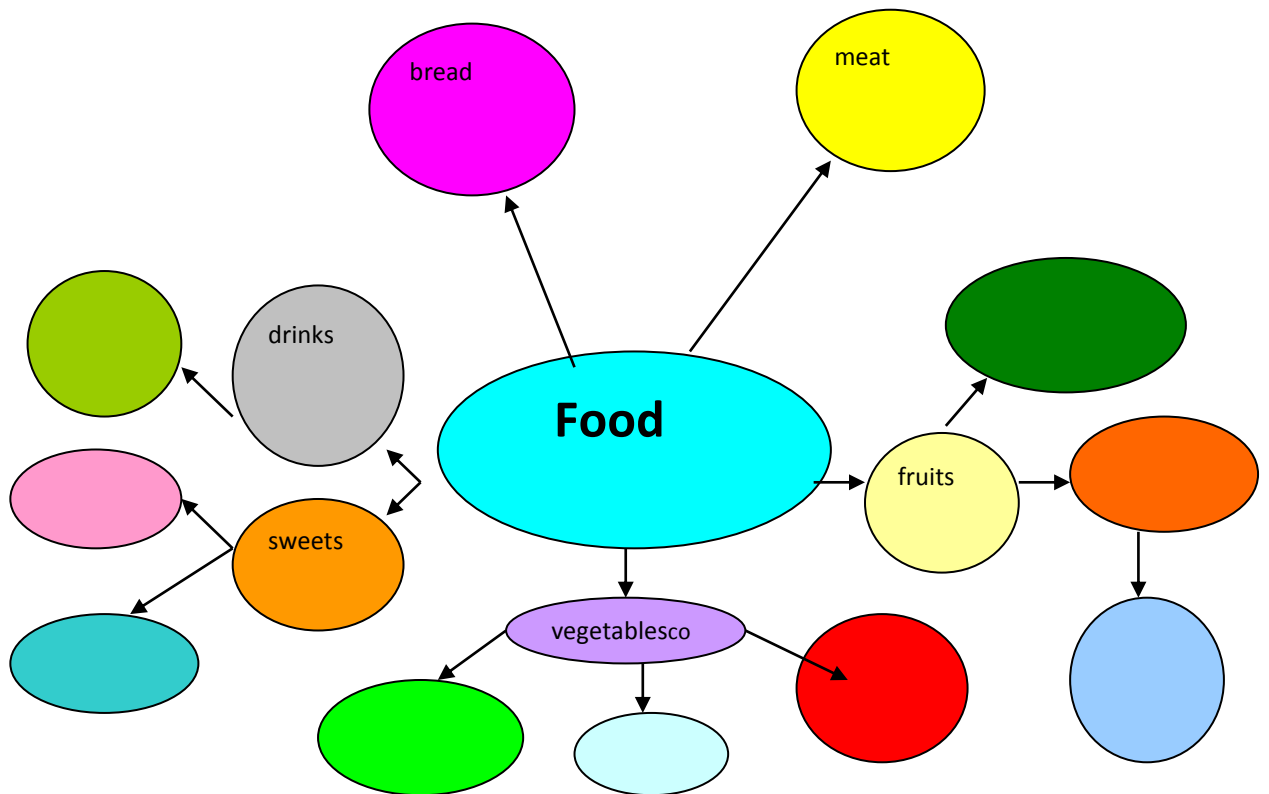 meat
bread
drinks
Food
fruits
sweets
vegetablesco